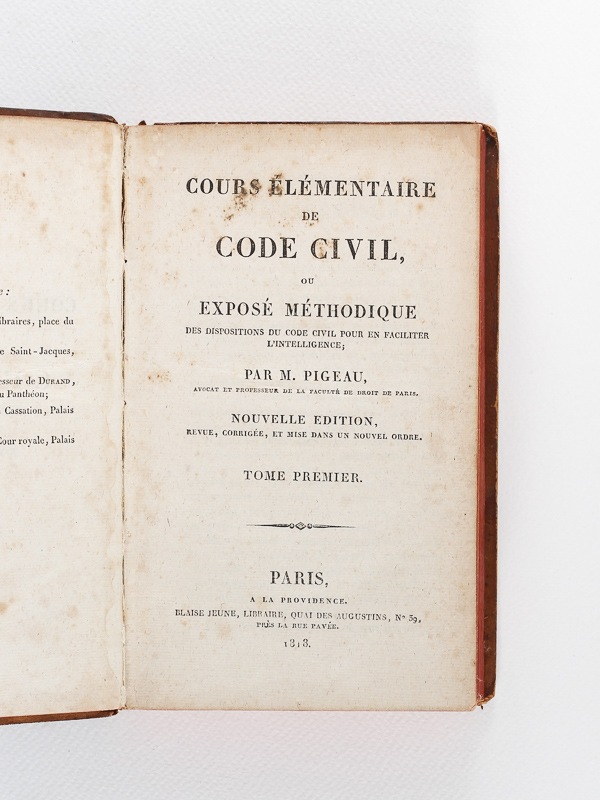 e :
ibraires, place du
e Saint-Jacques,
esseur de DURAND,
u Panthéon;
Cassation, Palais
Cour royale, Palais
COURS ÉLÉMENTAIRE
DE
CODE CIVIL,
OU
EXPOSÉ MÉTHODIQUE
DES DISPOSITIONS DU CODE CIVIL POUR EN FACILITER
L'INTELLIGENCE;
PAR M. PIGEAU,
AVOCAT ET PROFESSEUR DE LA FACULTÉ DE DROIT DE PARIS.
NOUVELLE EDITION,
REVUE, CORRIGÉE, ET MISE DANS UN NOUVEL ORDRE.
TOME PREMIER.
PARIS,
A LA PROVIDENCE.
BLAISE JEUNE, LIBRAIRE, QUAI DES AUGUSTINS, N° 39,
PRÈS LA RUE PAVÉE.
1818.